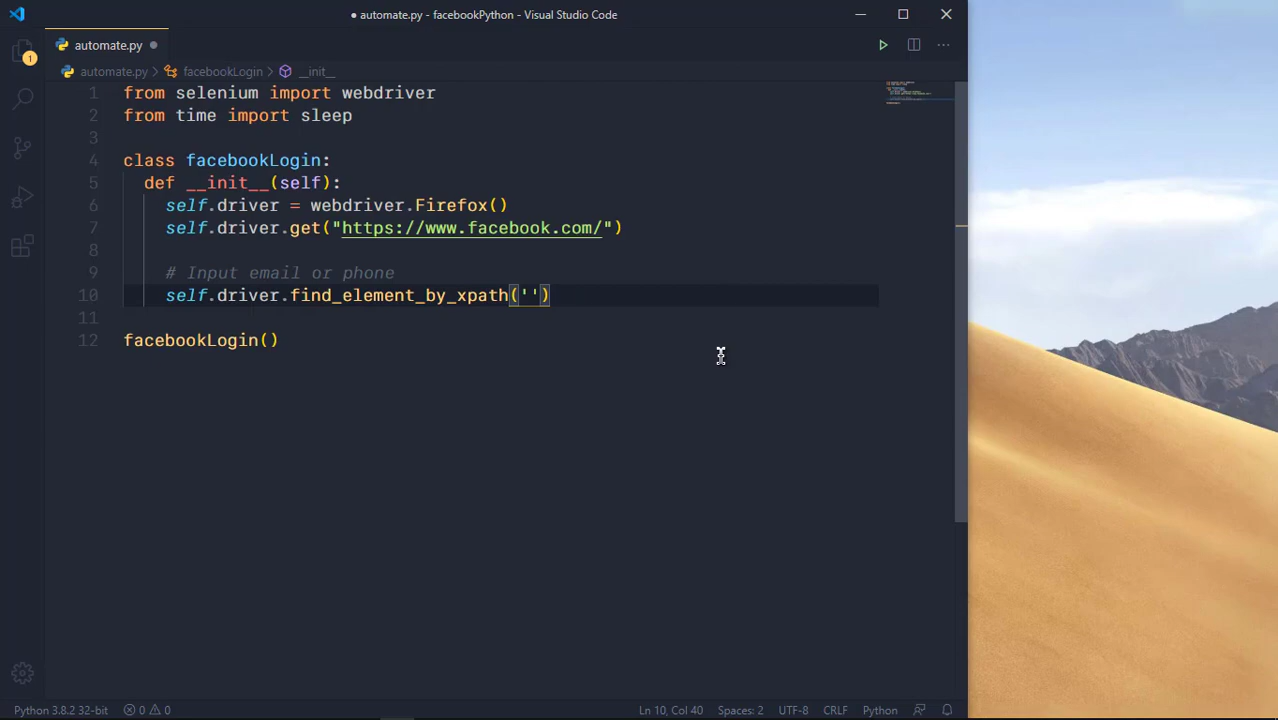 ● automate.py - facebookPython - Visual Studio Code
automate.py ●
automate.py > facebookLogin > __init__
1
1 from selenium import webdriver
2 from time import sleep
3
4 class facebookLogin:
5 def __init__(self):
6 self.driver = webdriver.Firefox()
7 self.driver.get("https://www.facebook.com/")
8
9 # Input email or phone
10 self.driver.find_element_by_xpath('')
11
12 facebookLogin()
Python 3.8.2 32-bit 0 0 Ln 10, Col 40 Spaces: 2 UTF-8 CRLF Python